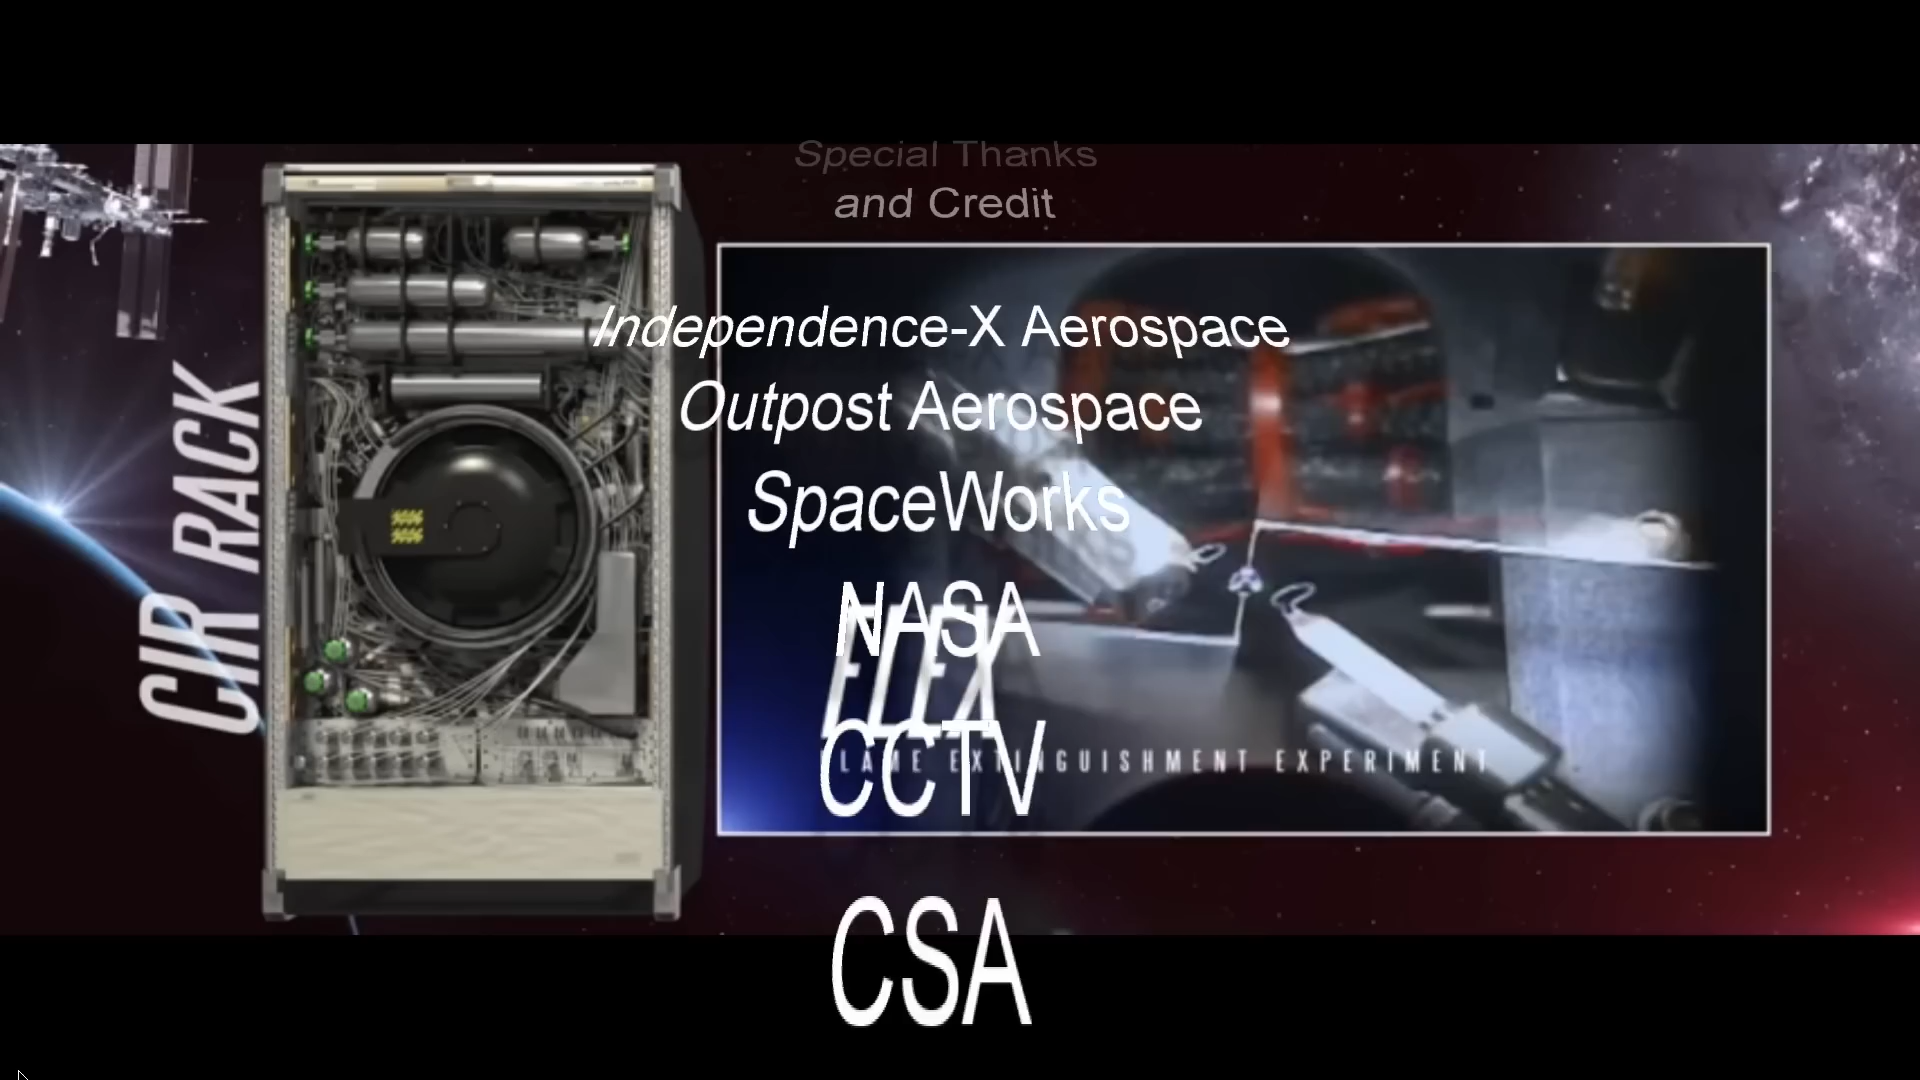 Special Thanks
and Credit
Independence-X Aerospace
Outpost Aerospace
SpaceWorks
NASA
CCTV
CSA
CIR RACK
FLEX
FLAME EXTINGUISHMENT EXPERIMENT